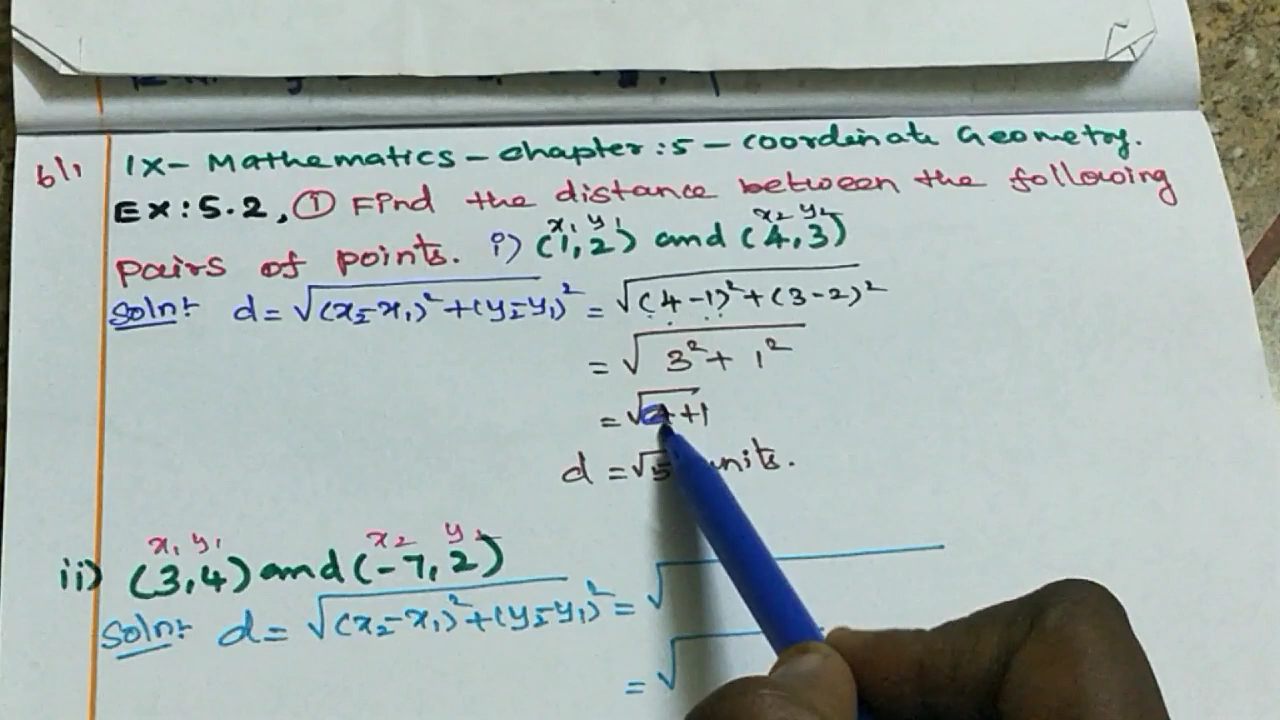 6/1 IX- Mathematics - chapter:5 - coordinate Geometry.
EX: 5.2, ① Find the distance between the following
x₁ y₁ x₂ y₂
pairs of points. i) (1,2) and (4,3)
Soln: d = √(x₂-x₁)² + (y₂-y₁)² = √(4-1)² + (3-2)²
= √3² + 1²
= √ +1
d = √5 units.
x₁ y₁ x₂ y
ii) (3,4) and (-7,2)
Soln: d = √(x₂-x₁)² + (y₂-y₁)² = √
= √